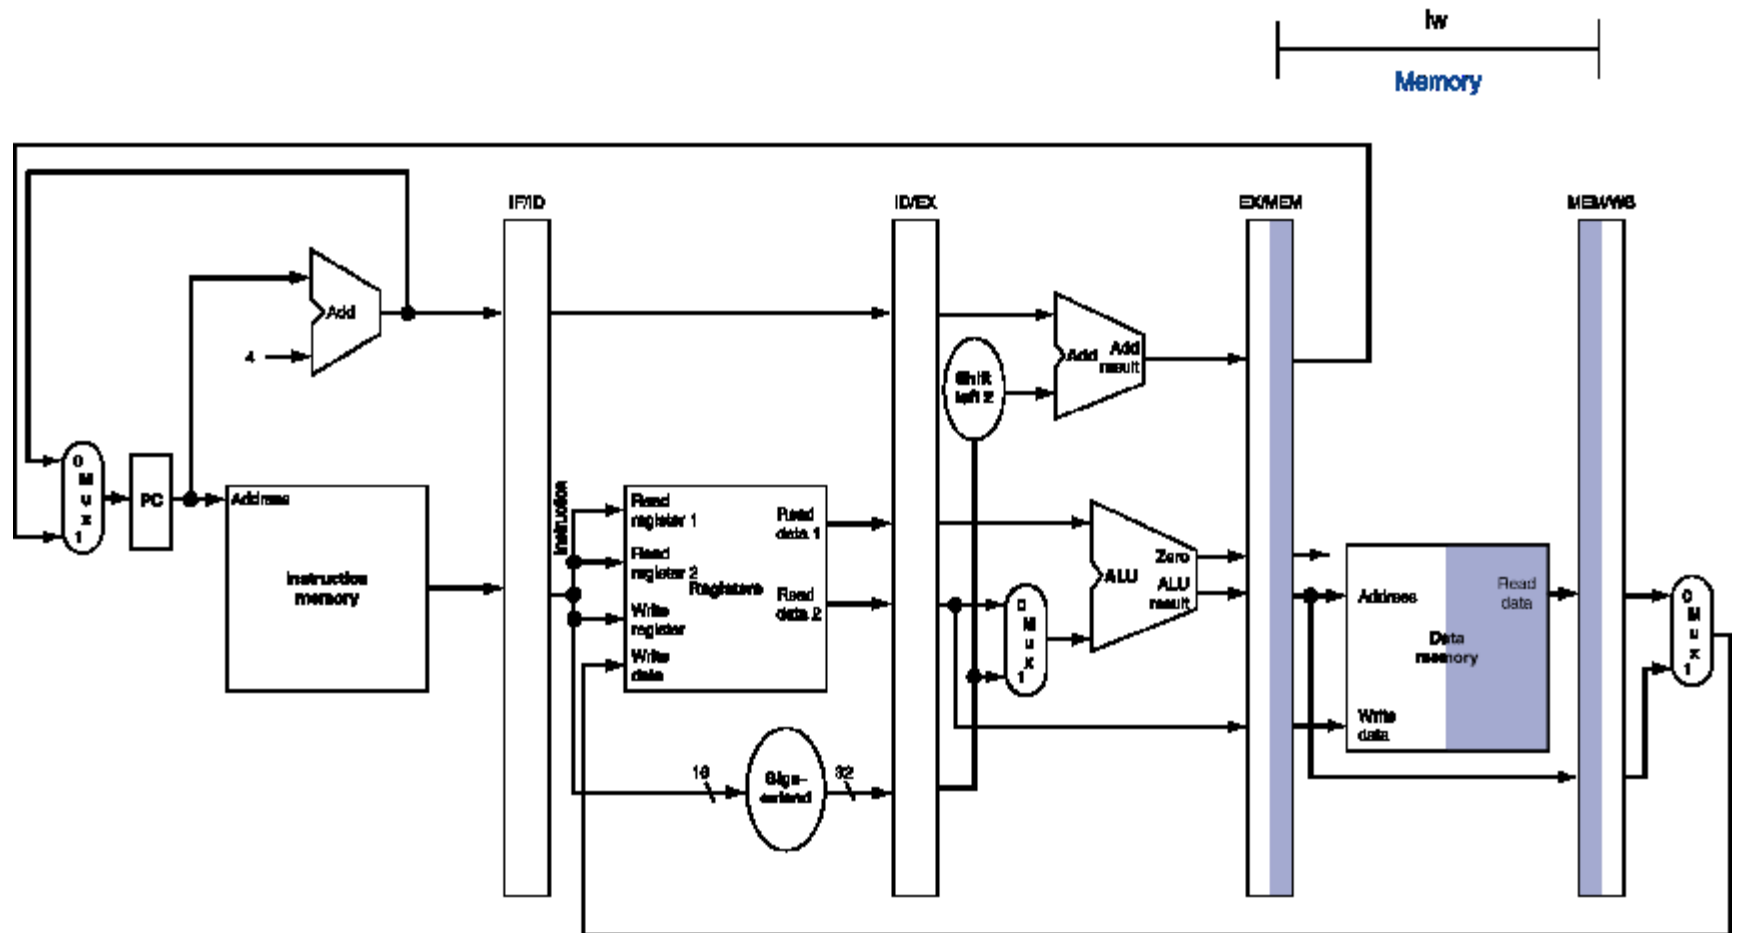 lw
Memory
IF/ID
ID/EX
EX/MEM
MEM/WB
Add
4
Add
Add
result
Shift
left 2
0
M
u
x
1
PC
Address
Instruction
memory
Instruction
Read
register 1
Read
register 2
Registers
Write
register
Write
data
Read
data 1
Read
data 2
0
M
u
x
1
Zero
ALU
ALU
result
Address
Read
data
Data
memory
Write
data
0
M
u
x
1
16
Sign-
extend
32